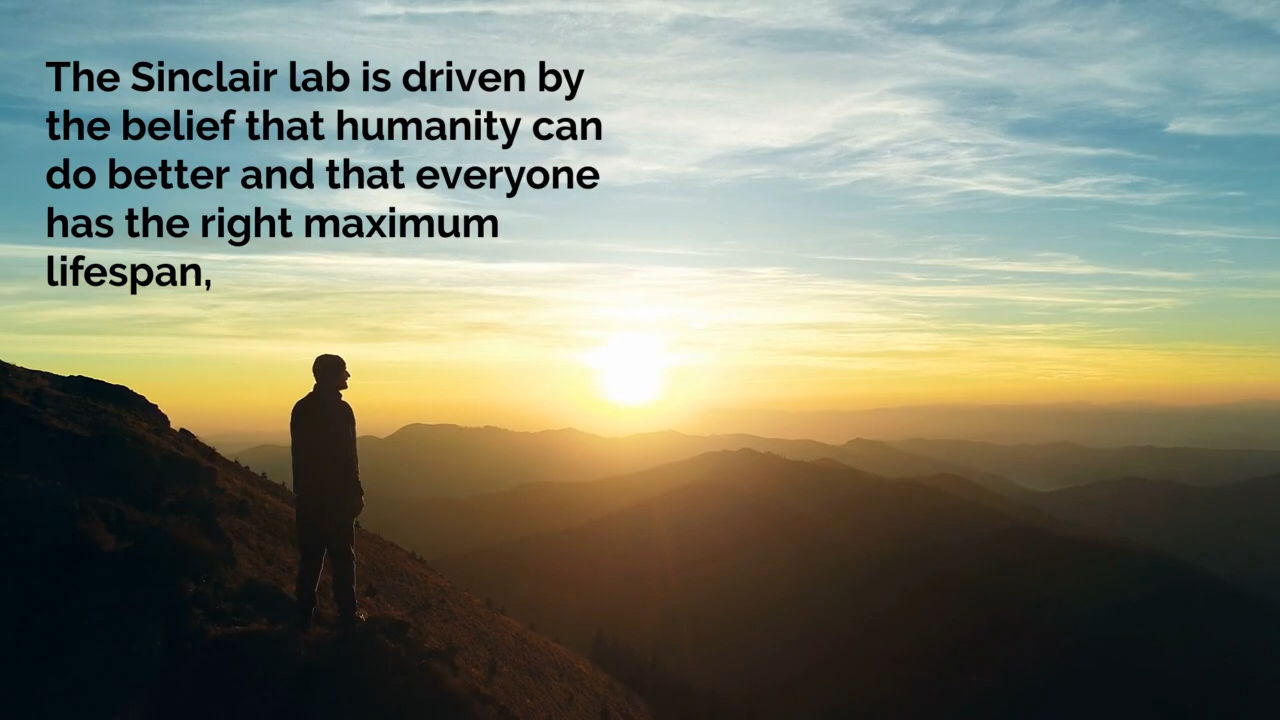 The Sinclair lab is driven by
the belief that humanity can
do better and that everyone
has the right maximum
lifespan,